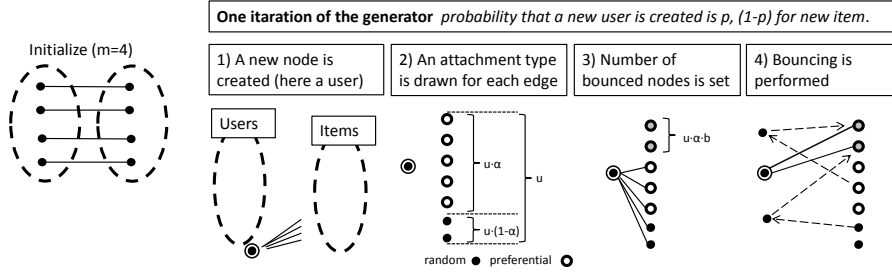 One itaration of the generator probability that a new user is created is p, (1-p) for new item.
Initialize (m=4)
1) A new node is
created (here a user)
2) An attachment type
is drawn for each edge
3) Number of
bounced nodes is set
4) Bouncing is
performed
Users
Items
u·α
u
u·(1-α)
u·α·b
random
preferential